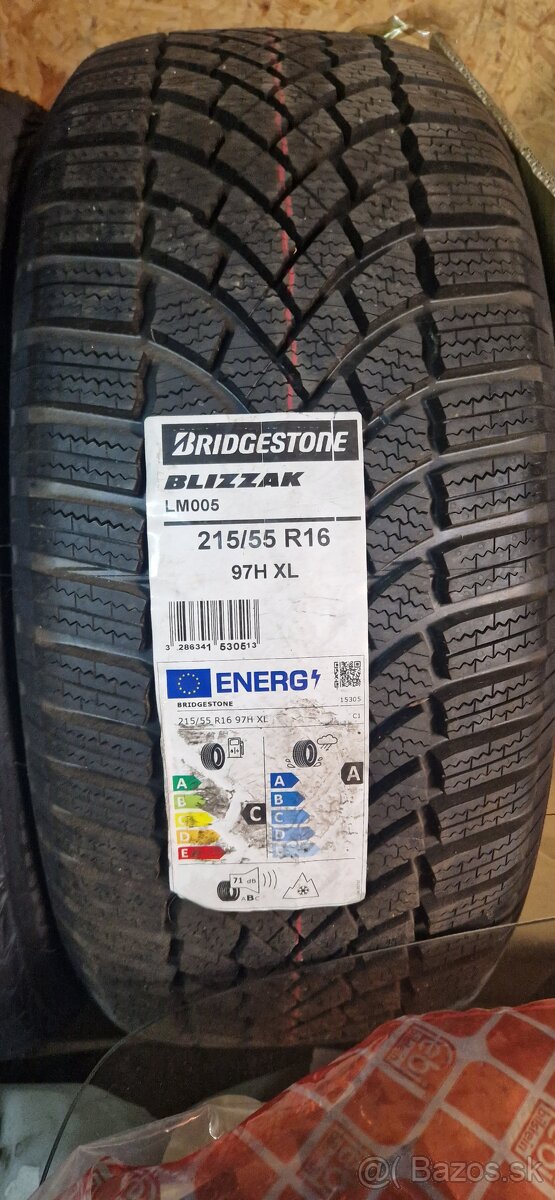 BRIDGESTONE
BLIZZAK
LM005
215/55 R16
97H XL
3 286341 530513
ENERG
BRIDGESTONE 15305
215/55 R16 97H XL C1
A A
B B
C C C
D D
E E
A
71 dB
ABC
@( Bazos.sk